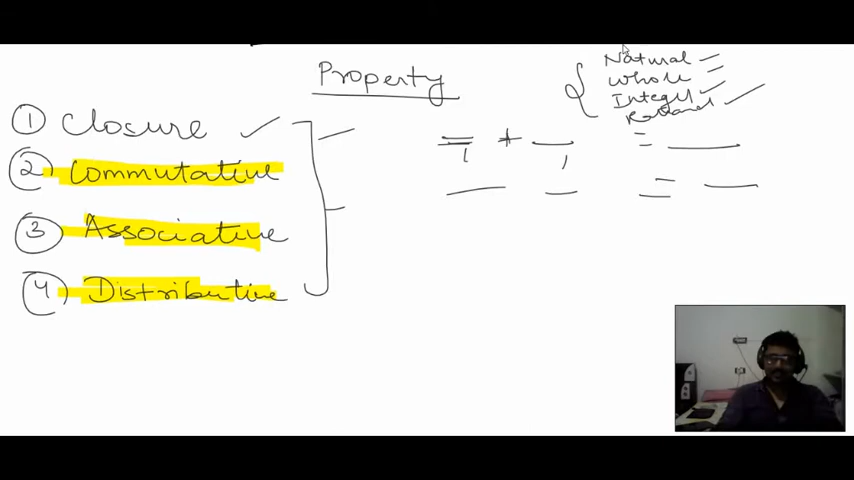 Property
① Closure ✓
② Commutative
③ Associative
④ Distributive
Natural
Whole
Integer
Rational
+ =
=